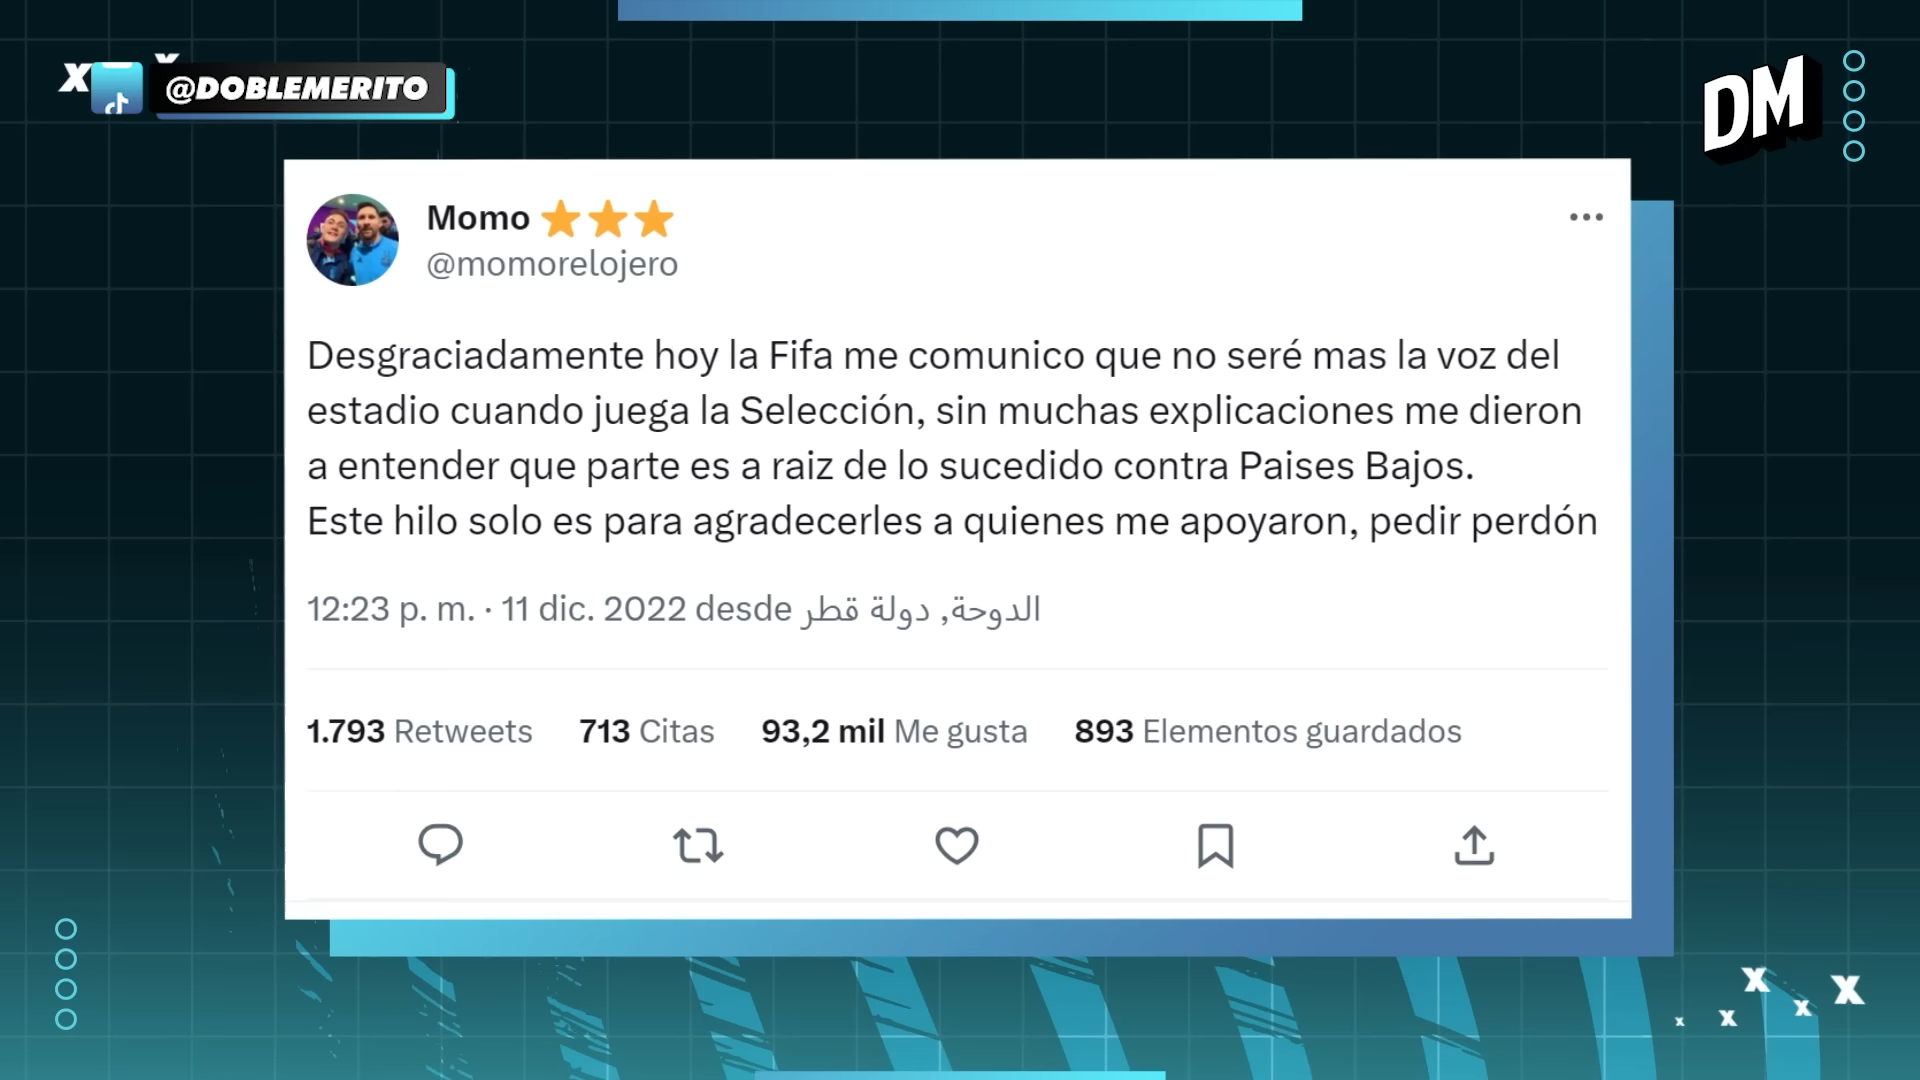 @DOBLEMERITO
DM
Momo
@momorelojero
Desgraciadamente hoy la Fifa me comunico que no seré mas la voz del
estadio cuando juega la Selección, sin muchas explicaciones me dieron
a entender que parte es a raiz de lo sucedido contra Paises Bajos.
Este hilo solo es para agradecerles a quienes me apoyaron, pedir perdón
12:23 p. m. · 11 dic. 2022 desde الدوحة, دولة قطر
1.793 Retweets 713 Citas 93,2 mil Me gusta 893 Elementos guardados